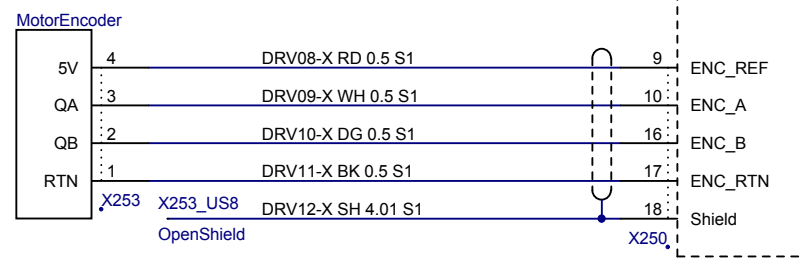 MotorEncoder
5V 4 DRV08-X RD 0.5 S1 9 ENC_REF
QA 3 DRV09-X WH 0.5 S1 10 ENC_A
QB 2 DRV10-X DG 0.5 S1 16 ENC_B
RTN 1 DRV11-X BK 0.5 S1 17 ENC_RTN
X253 X253_US8 DRV12-X SH 4.01 S1 18 Shield
OpenShield X250